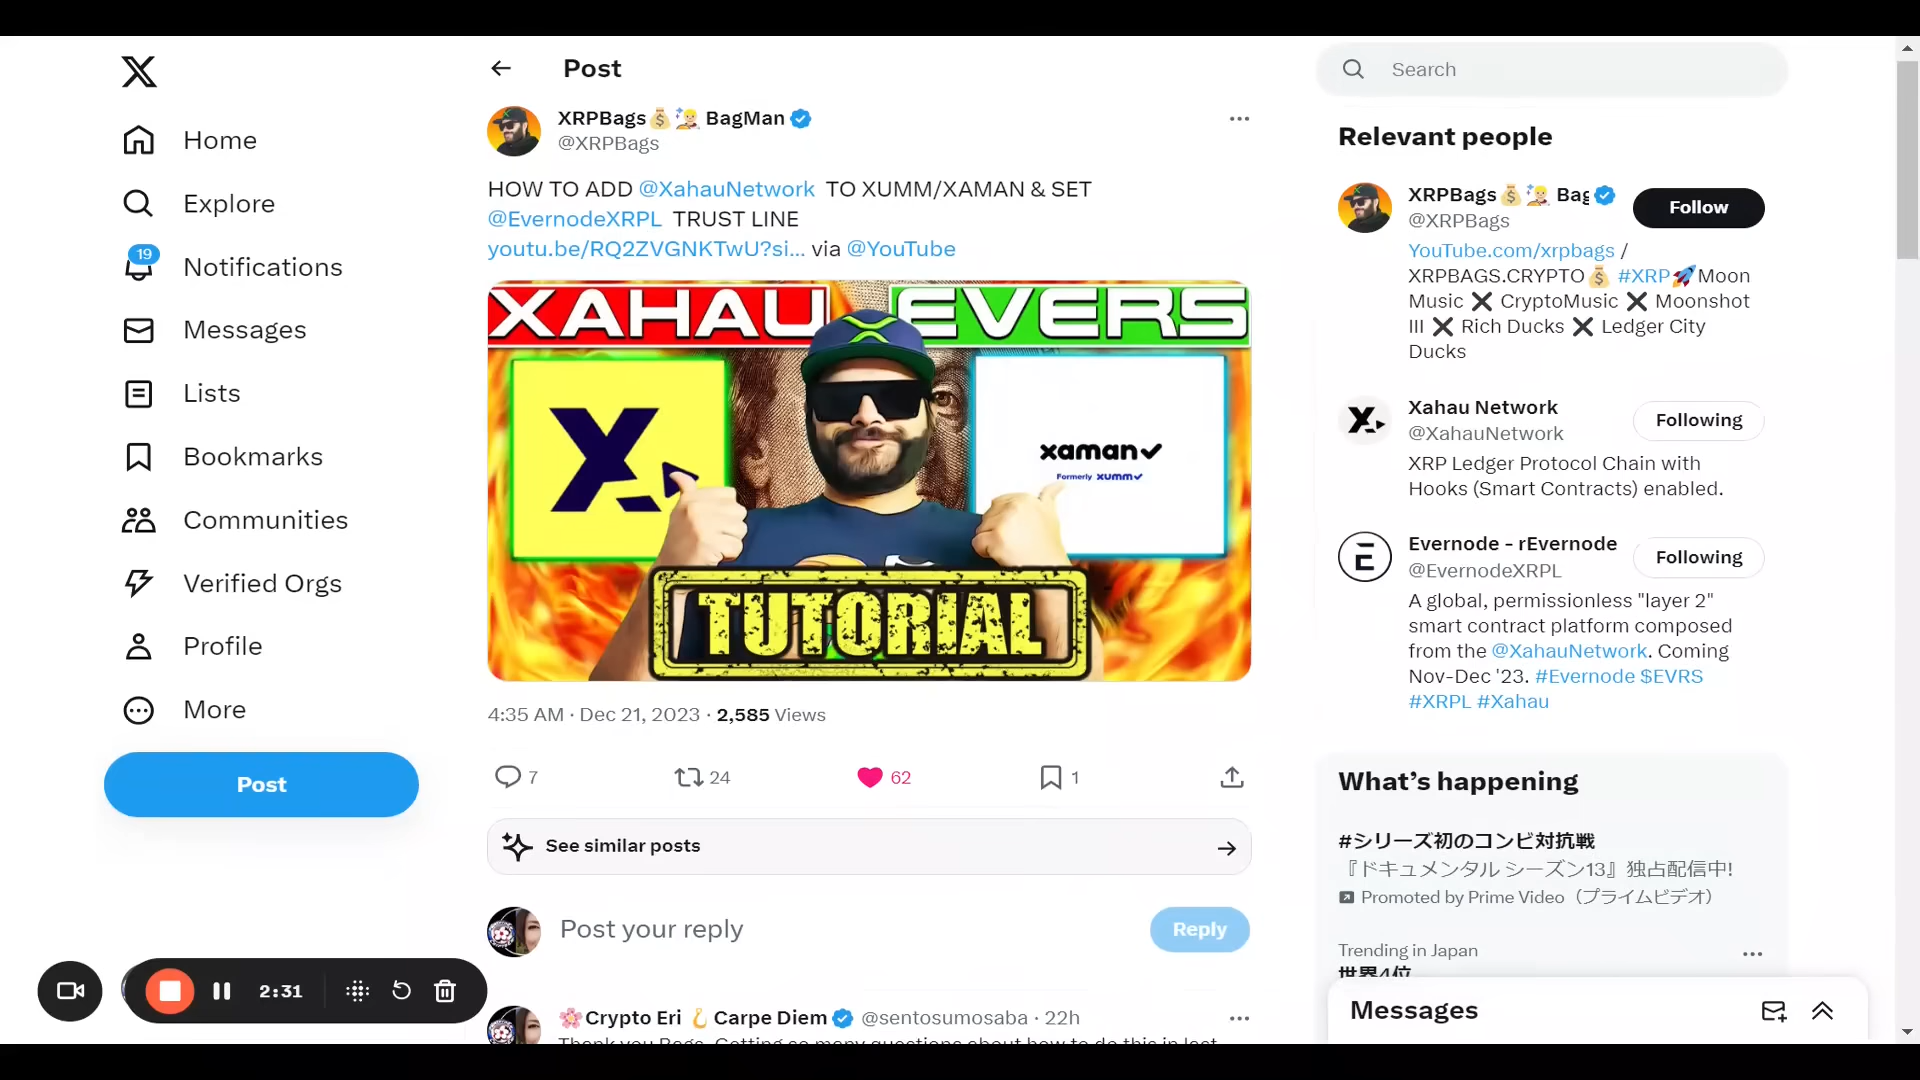 Home
Explore
19
Notifications
Messages
Lists
Bookmarks
Communities
Verified Orgs
Profile
More
Post
2:31
Post
XRPBags💰 BagMan
@XRPBags
HOW TO ADD @XahauNetwork TO XUMM/XAMAN & SET
@EvernodeXRPL TRUST LINE
youtu.be/RQ2ZVGNKTwU?si... via @YouTube
XAHAU
EVERS
X
xaman
Formerly xumm
TUTORIAL
4:35 AM · Dec 21, 2023 · 2,585 Views
7
24
62
1
See similar posts
Post your reply
Reply
🌸Crypto Eri 🪝Carpe Diem @sentosumosaba · 22h
Thank you Bags. Getting so many questions about how to do this in last
Search
Relevant people
XRPBags💰 Bag
@XRPBags
Follow
YouTube.com/xrpbags /
XRPBAGS.CRYPTO💰 #XRP🚀Moon
Music ❌ CryptoMusic ❌ Moonshot
III ❌ Rich Ducks ❌ Ledger City
Ducks
Xahau Network
@XahauNetwork
Following
XRP Ledger Protocol Chain with
Hooks (Smart Contracts) enabled.
Evernode - rEvernode
@EvernodeXRPL
Following
A global, permissionless "layer 2"
smart contract platform composed
from the @XahauNetwork. Coming
Nov-Dec '23. #Evernode $EVRS
#XRPL #Xahau
What's happening
#シリーズ初のコンビ対抗戦
『ドキュメンタル シーズン13』独占配信中!
Promoted by Prime Video（プライムビデオ）
Trending in Japan
世界4位
Messages